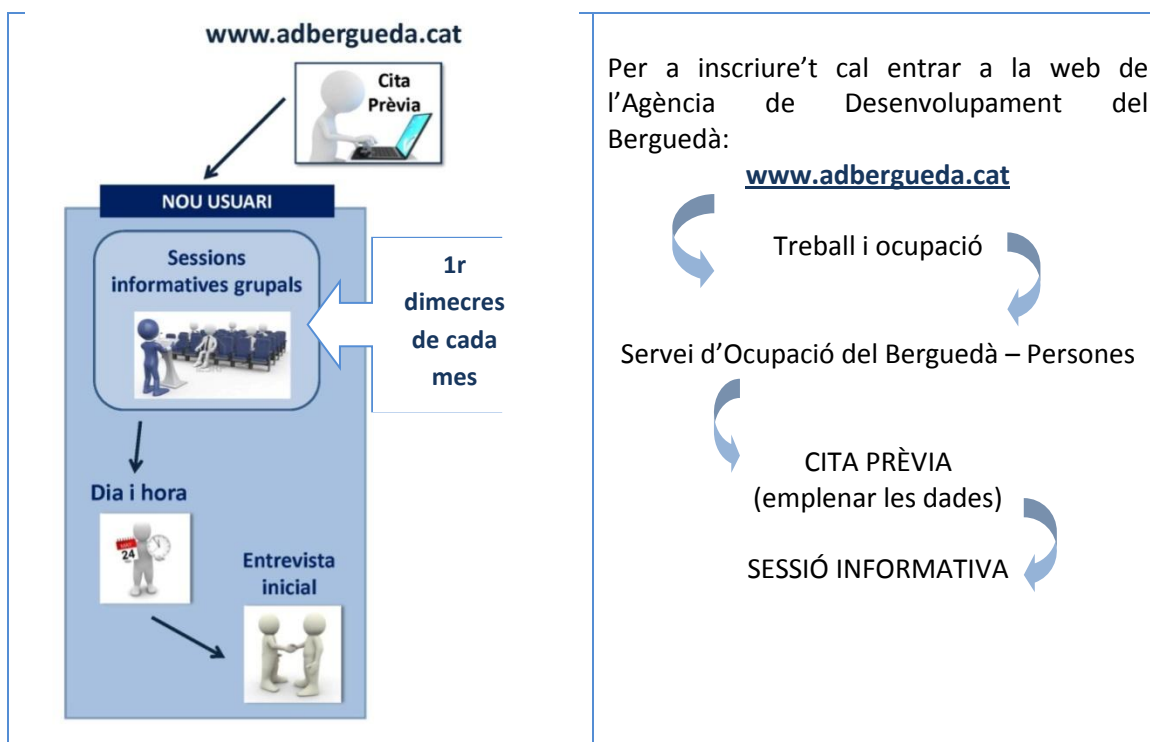 www.adbergueda.cat
Cita
Prèvia
NOU USUARI
Sessions
informatives grupals
1r
dimecres
de cada
mes
Dia i hora
24
Entrevista
inicial
Per a inscriure’t cal entrar a la web de
l’Agència de Desenvolupament del
Berguedà:
www.adbergueda.cat
Treball i ocupació
Servei d’Ocupació del Berguedà – Persones
CITA PRÈVIA
(emplenar les dades)
SESSIÓ INFORMATIVA